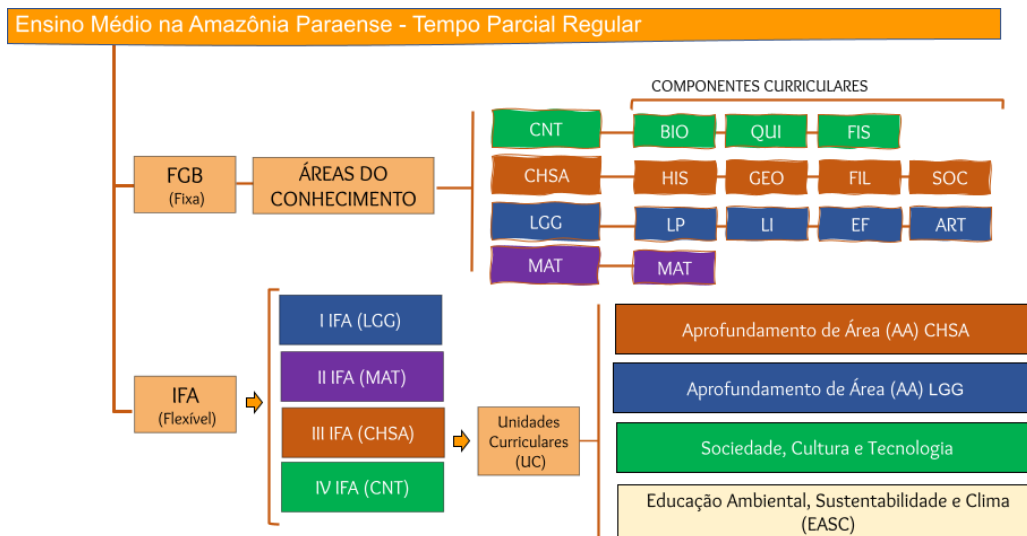 Ensino Médio na Amazônia Paraense - Tempo Parcial Regular
COMPONENTES CURRICULARES
FGB
(Fixa)
ÁREAS DO
CONHECIMENTO
CNT
BIO
QUI
FIS
CHSA
HIS
GEO
FIL
SOC
LGG
LP
LI
EF
ART
MAT
MAT
IFA
(Flexível)
I IFA (LGG)
II IFA (MAT)
III IFA (CHSA)
IV IFA (CNT)
Unidades
Curriculares
(UC)
Aprofundamento de Área (AA) CHSA
Aprofundamento de Área (AA) LGG
Sociedade, Cultura e Tecnologia
Educação Ambiental, Sustentabilidade e Clima
(EASC)